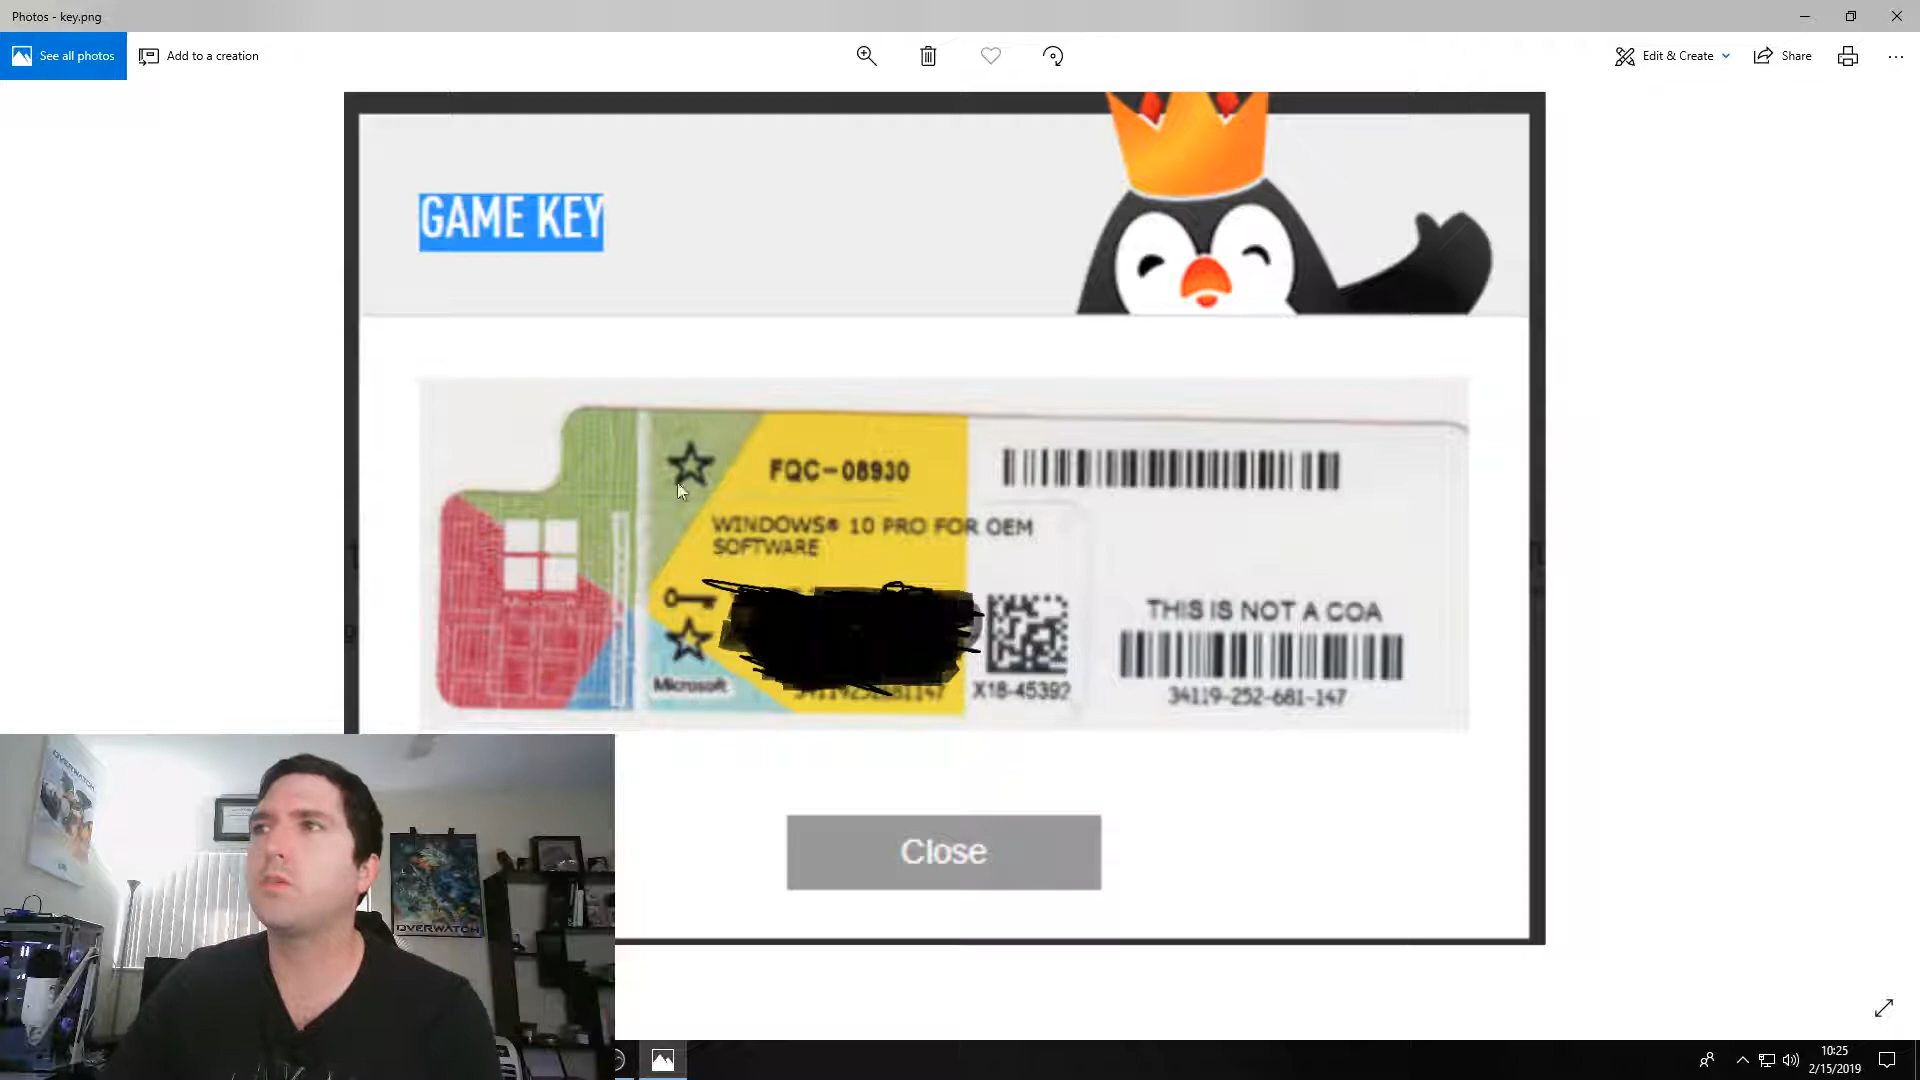 Photos - key.png
See all photos
Add to a creation
Edit & Create
Share
GAME KEY
FQC-08930
WINDOWS® 10 PRO FOR OEM
SOFTWARE
THIS IS NOT A COA
Microsoft
X18-45392
34119-252-681-147
Close
OVERWATCH
OVERWATCH
10:25
2/15/2019